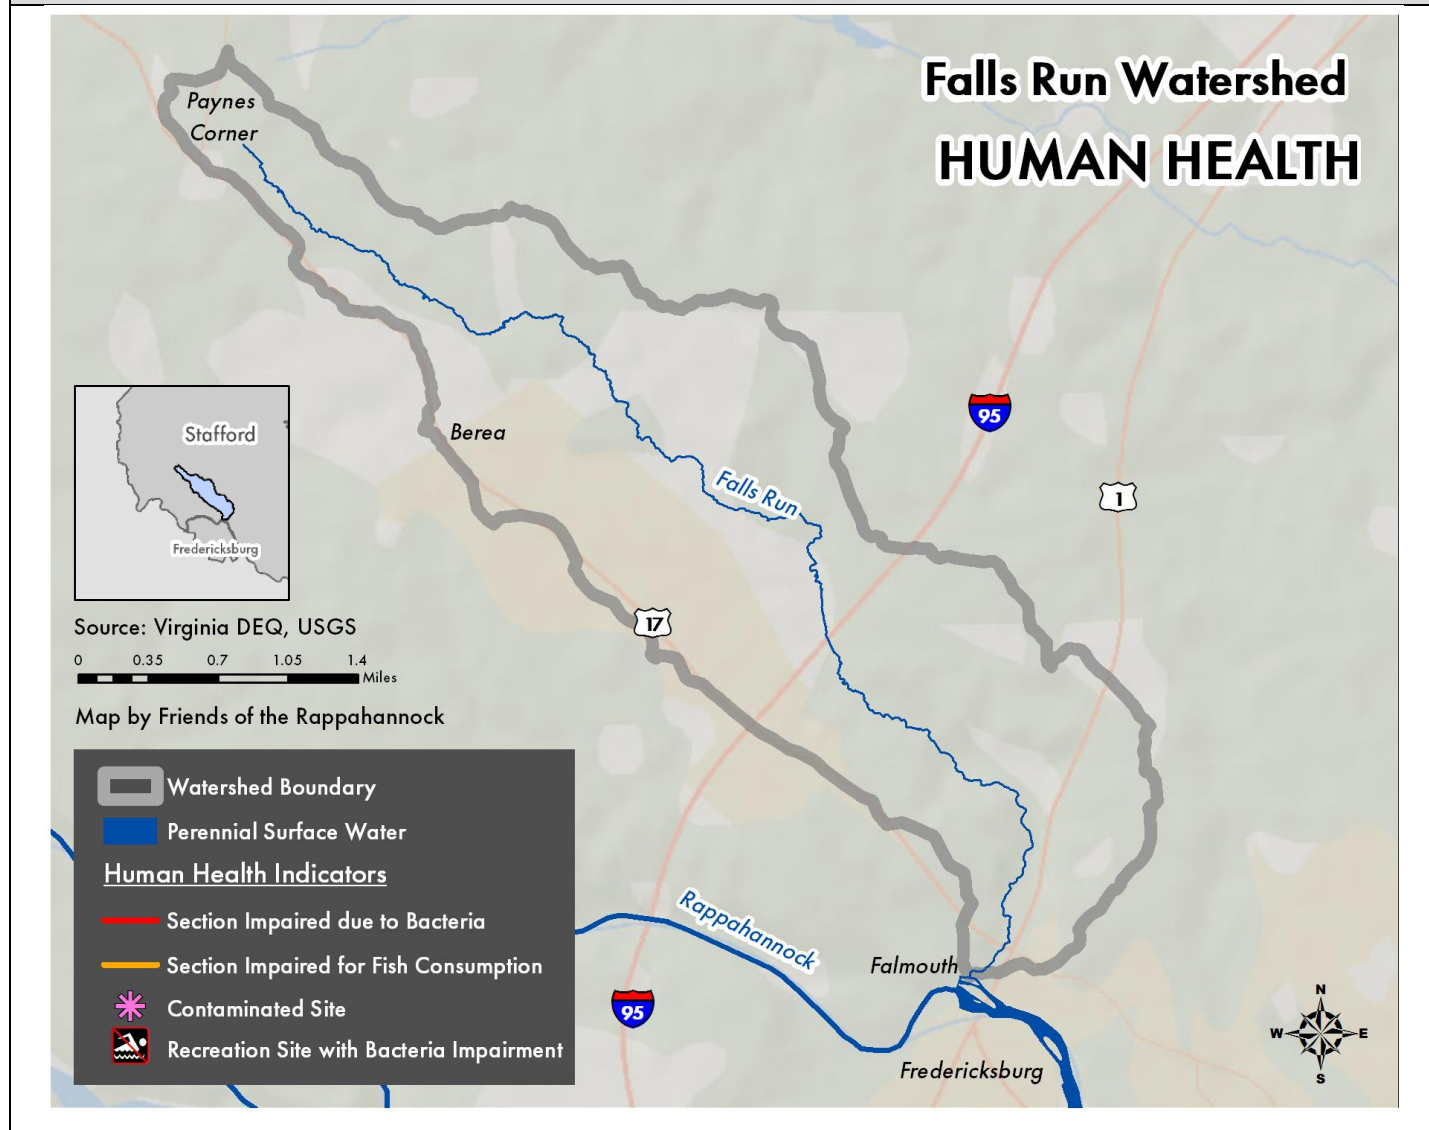 Falls Run Watershed
HUMAN HEALTH
Paynes
Corner
95
Stafford
Berea
Falls Run
1
Fredericksburg
17
Source: Virginia DEQ, USGS
0 0.35 0.7 1.05 1.4
Miles
Map by Friends of the Rappahannock
Watershed Boundary
Perennial Surface Water
Human Health Indicators
Section Impaired due to Bacteria
Section Impaired for Fish Consumption
Contaminated Site
Recreation Site with Bacteria Impairment
Rappahannock
Falmouth
95
Fredericksburg
N
W E
S